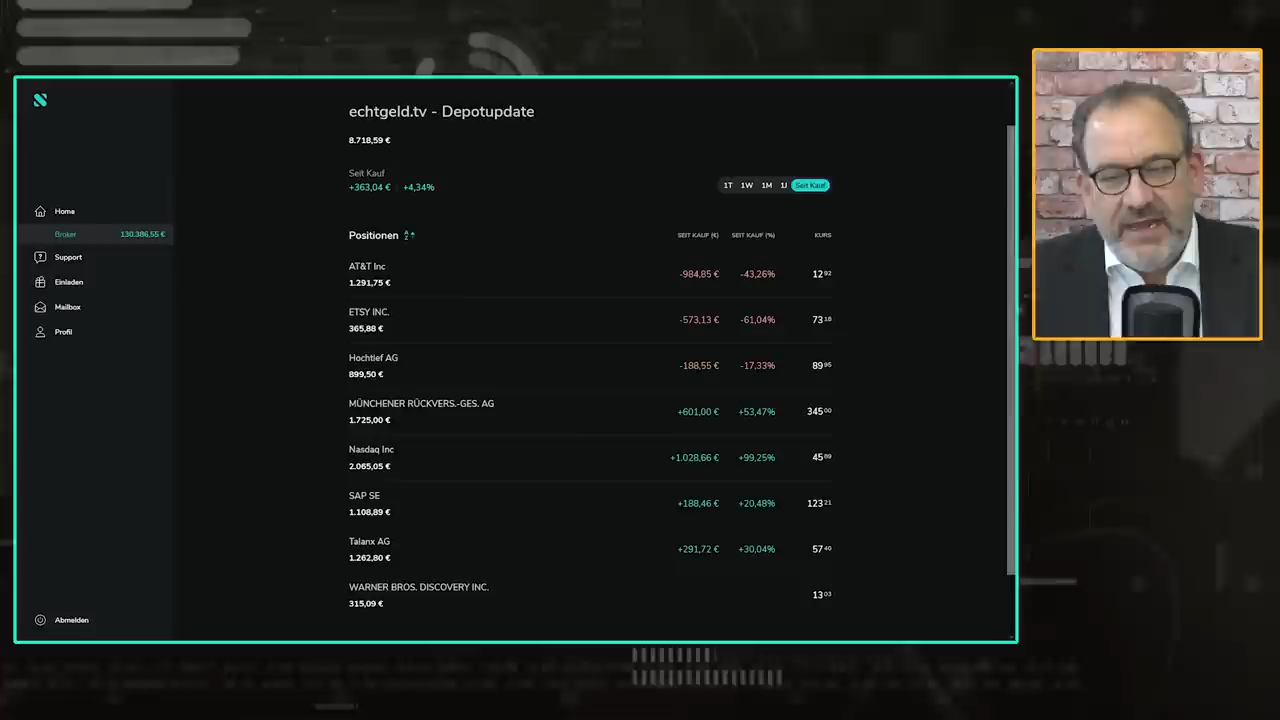 echtgeld.tv - Depotupdate
8.718,59 €
Seit Kauf
+363,04 € +4,34%
1T 1W 1M 1J Seit Kauf
Home
Broker 130.386,55 €
Support
Einladen
Mailbox
Profil
Abmelden
Positionen SEIT KAUF (€) SEIT KAUF (%) KURS
AT&T Inc
1.291,75 €
-984,85 € -43,26% 12 92
ETSY INC.
365,88 €
-573,13 € -61,04% 73 18
Hochtief AG
899,50 €
-188,55 € -17,33% 89 95
MÜNCHENER RÜCKVERS.-GES. AG
1.725,00 €
+601,00 € +53,47% 345 00
Nasdaq Inc
2.065,05 €
+1.028,66 € +99,25% 45 89
SAP SE
1.108,89 €
+188,46 € +20,48% 123 21
Talanx AG
1.262,80 €
+291,72 € +30,04% 57 40
WARNER BROS. DISCOVERY INC.
315,09 €
13 03